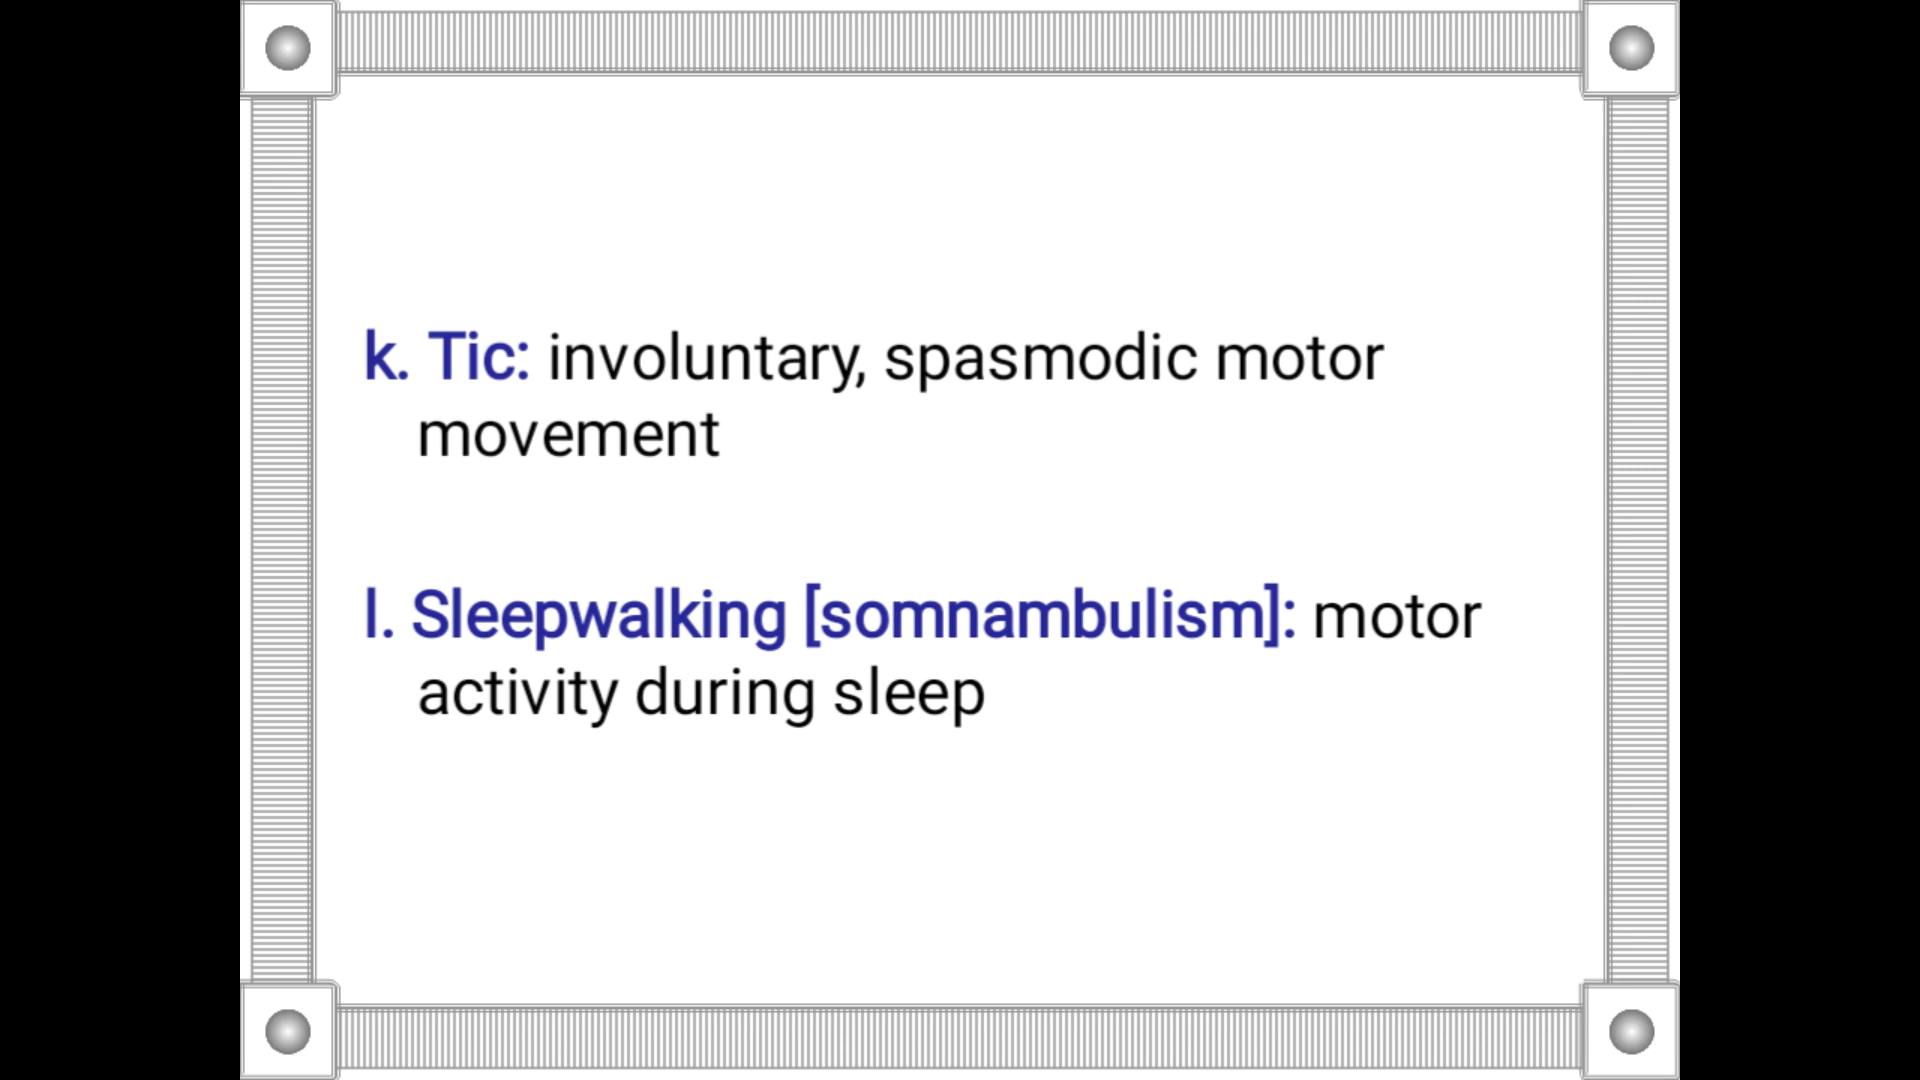 k. Tic: involuntary, spasmodic motor
movement
l. Sleepwalking [somnambulism]: motor
activity during sleep